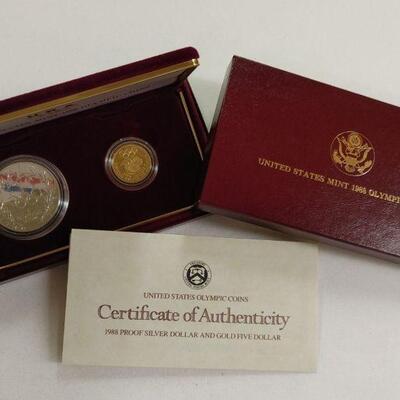 U.S.A.
UNITED STATES MINT 1988 OLYMPIC
UNITED STATES OLYMPIC COINS
Certificate of Authenticity
1988 PROOF SILVER DOLLAR AND GOLD FIVE DOLLAR